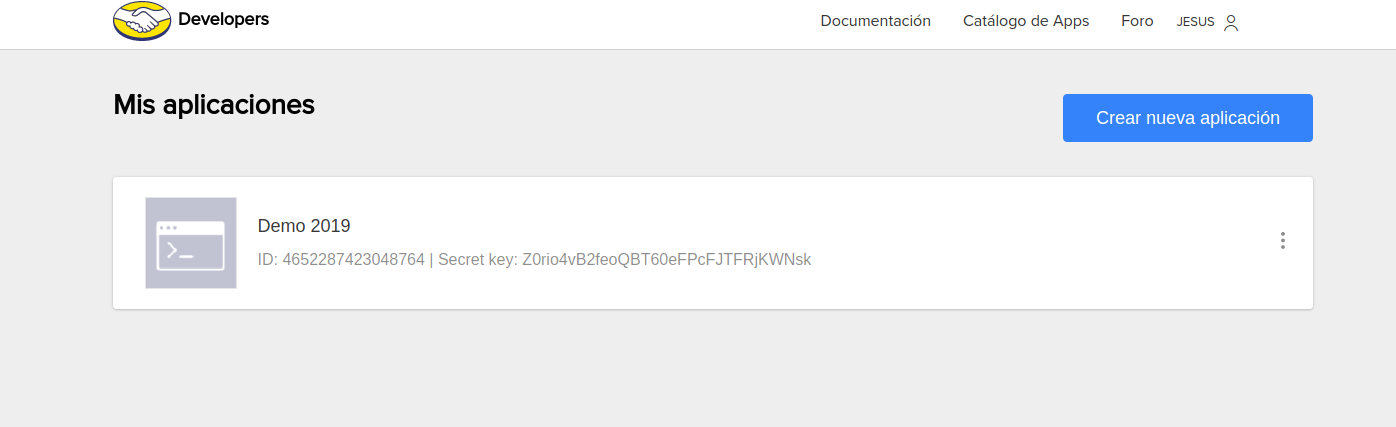 Developers
Documentación Catálogo de Apps Foro JESUS
Mis aplicaciones
Crear nueva aplicación
Demo 2019
ID: 4652287423048764 | Secret key: Z0rio4vB2feoQBT60eFPcFJTFRjKWNsk